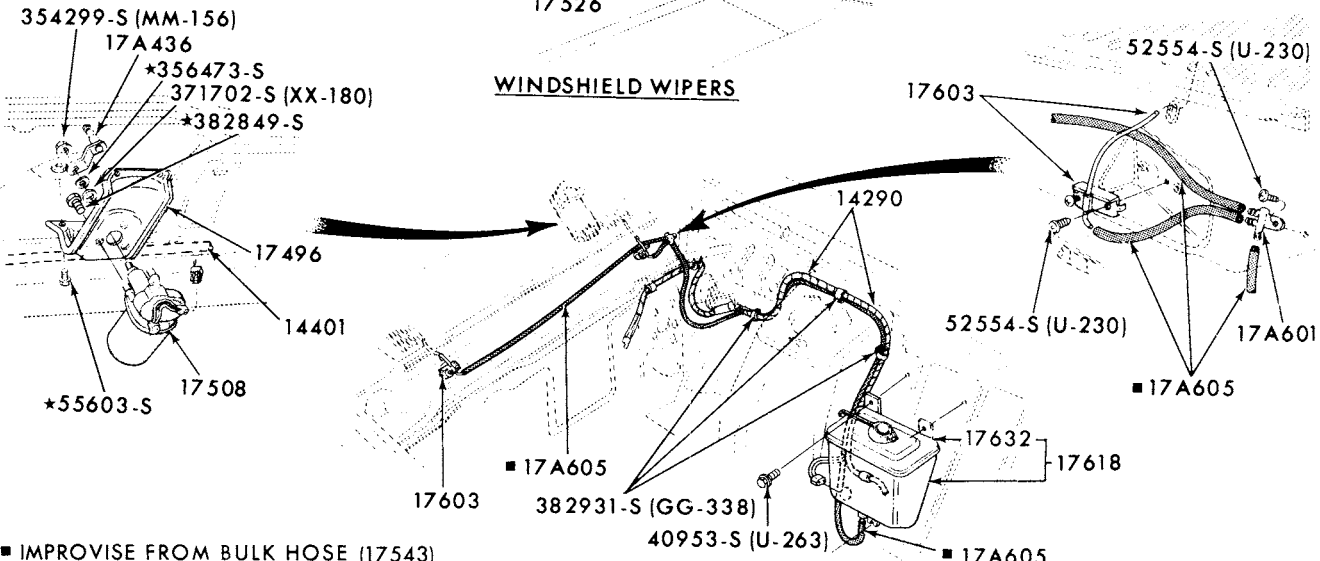 17526
354299-S (MM-156)
17A436
★356473-S
371702-S (XX-180)
★382849-S
WINDSHIELD WIPERS
52554-S (U-230)
17603
14290
17496
14401
17508
★55603-S
52554-S (U-230)
17A601
■ 17A605
17632
17618
■ 17A605
17603
382931-S (GG-338)
40953-S (U-263)
■ 17A605
■ IMPROVISE FROM BULK HOSE (17543)